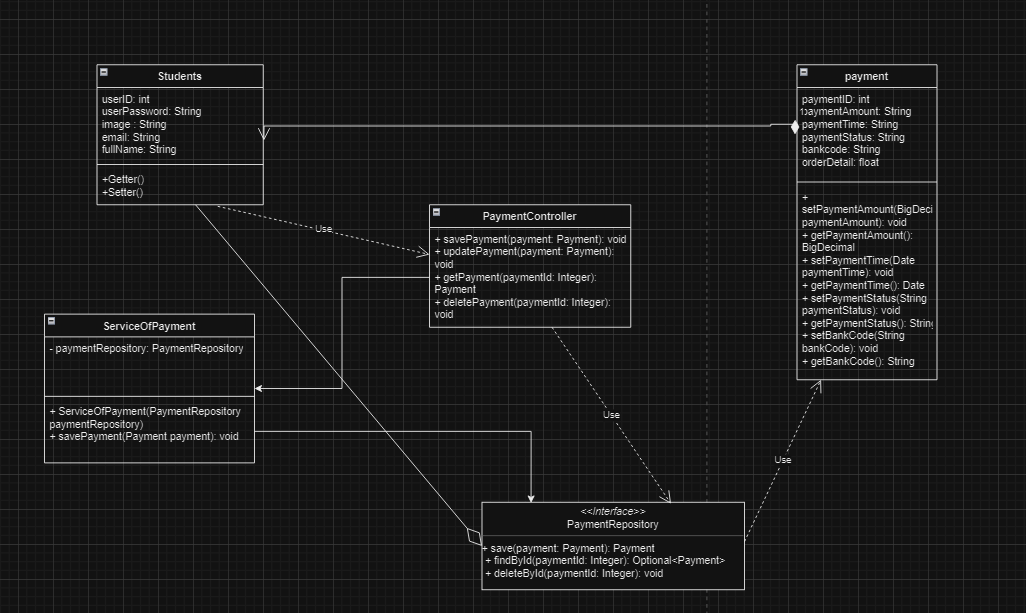 Students
userID: int
userPassword: String
image : String
email: String
fullName: String
+Getter()
+Setter()
payment
paymentID: int
paymentAmount: String
paymentTime: String
paymentStatus: String
bankcode: String
orderDetail: float
+
setPaymentAmount(BigDeci
paymentAmount): void
+ getPaymentAmount():
BigDecimal
+ setPaymentTime(Date
paymentTime): void
+ getPaymentTime(): Date
+ setPaymentStatus(String
paymentStatus): void
+ getPaymentStatus(): String
+ setBankCode(String
bankCode): void
+ getBankCode(): String
Use
PaymentController
+ savePayment(payment: Payment): void
+ updatePayment(payment: Payment):
void
+ getPayment(paymentId: Integer):
Payment
+ deletePayment(paymentId: Integer):
void
ServiceOfPayment
- paymentRepository: PaymentRepository
+ ServiceOfPayment(PaymentRepository
paymentRepository)
+ savePayment(Payment payment): void
Use
Use
<<Interface>>
PaymentRepository
+ save(payment: Payment): Payment
+ findById(paymentId: Integer): Optional<Payment>
+ deleteById(paymentId: Integer): void